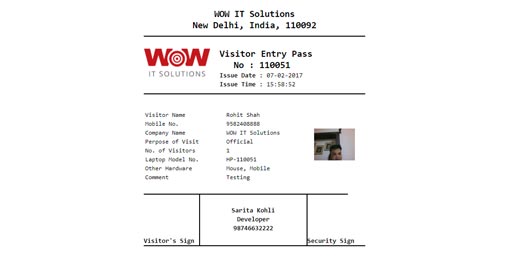 WOW IT Solutions
New Delhi, India, 110092
WOW
IT SOLUTIONS
Visitor Entry Pass
No : 110051
Issue Date : 07-02-2017
Issue Time : 15:58:52
Visitor Name Rohit Shah
Mobile No. 9582408888
Company Name WOW IT Solutions
Perpose of Visit Official
No. of Visitors 1
Laptop Model No. HP-110051
Other Hardware Mouse, Mobile
Comment Testing
Sarita Kohli
Developer
98746632222
Visitor's Sign Security Sign